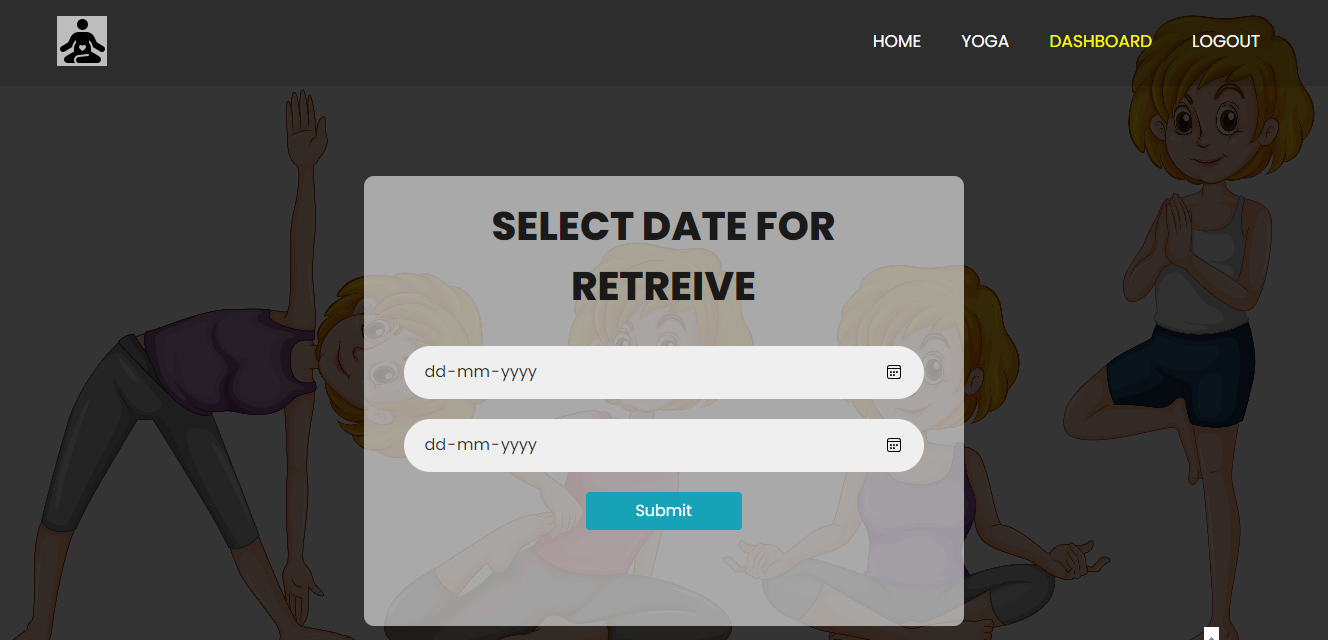 HOME YOGA DASHBOARD LOGOUT
SELECT DATE FOR
RETREIVE
dd-mm-yyyy
dd-mm-yyyy
Submit